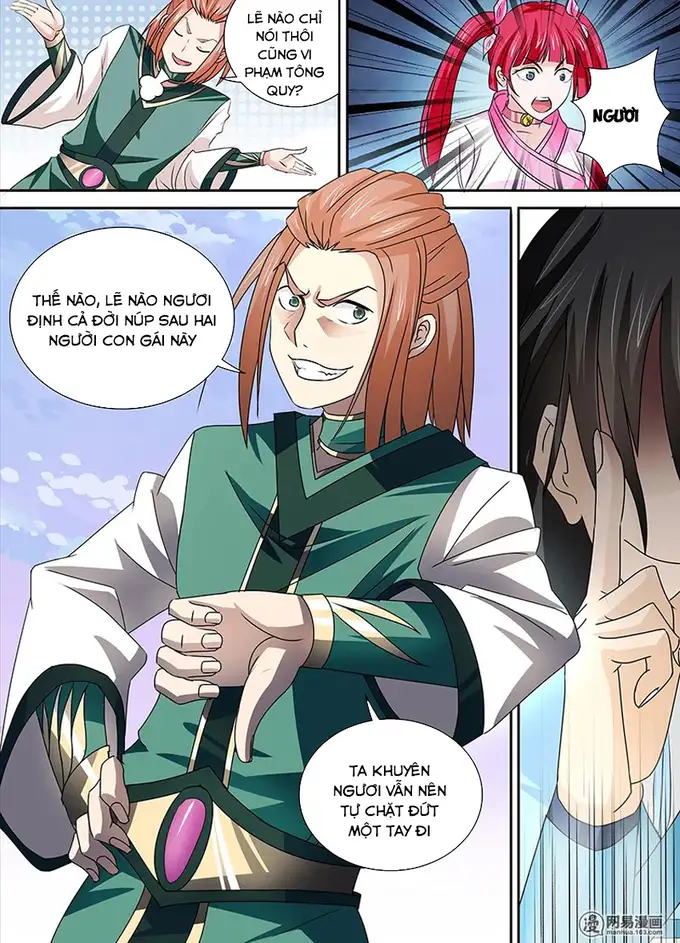 LẼ NÀO CHỈ
NÓI THÔI
CŨNG VI
PHẠM TÔNG
QUY?
NGƯƠI
THẾ NÀO, LẼ NÀO NGƯƠI
ĐỊNH CẢ ĐỜI NÚP SAU HAI
NGƯỜI CON GÁI NÀY
TA KHUYÊN
NGƯƠI VẪN NÊN
TỰ CHẶT ĐỨT
MỘT TAY ĐI
漫 网易漫画
manhua.163.com